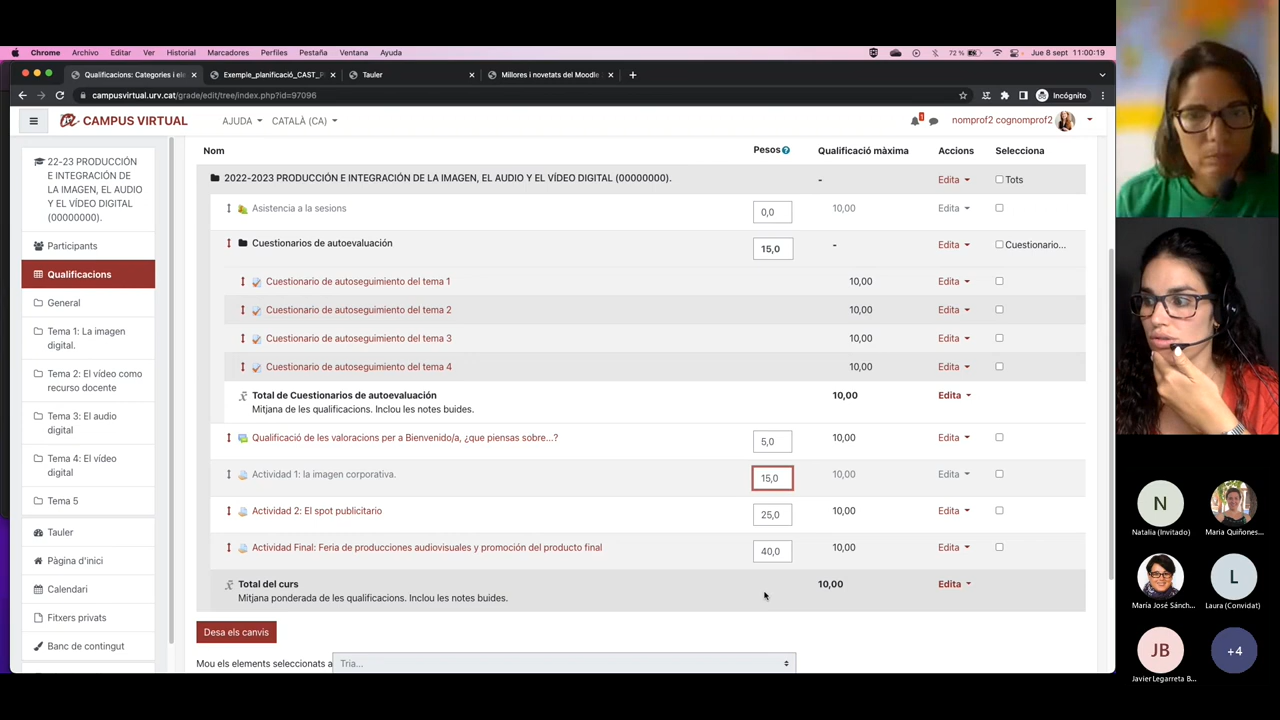 Chrome Arxiu Editar Ver Historial Marcadores Perfiles Pestaña Ventana Ayuda 72 % Jue 8 sept 11:00:19
Qualificacions: Categories i ele
Exemple_planificació_CAST_P
Tauler
Millores i novetats del Moodle
campusvirtual.urv.cat/grade/edit/tree/index.php?id=97096
Incógnito
CAMPUS VIRTUAL
AJUDA
CATALÀ (CA)
1
nomprof2 cognomprof2
22-23 PRODUCCIÓN
E INTEGRACIÓN DE
LA IMAGEN, EL AUDIO
Y EL VÍDEO DIGITAL
(00000000).
Participants
Qualificacions
General
Tema 1: La imagen
digital.
Tema 2: El vídeo como
recurso docente
Tema 3: El audio
digital
Tema 4: El vídeo
digital
Tema 5
Tauler
Pàgina d'inici
Calendari
Fitxers privats
Banc de contingut
Nom Pesos Qualificació màxima Accions Selecciona
2022-2023 PRODUCCIÓN E INTEGRACIÓN DE LA IMAGEN, EL AUDIO Y EL VÍDEO DIGITAL (00000000). - Edita Tots
Asistencia a la sesions 0,0 10,00 Edita
Cuestionarios de autoevaluación 15,0 - Edita Cuestionario...
Cuestionario de autoseguimiento del tema 1 10,00 Edita
Cuestionario de autoseguimiento del tema 2 10,00 Edita
Cuestionario de autoseguimiento del tema 3 10,00 Edita
Cuestionario de autoseguimiento del tema 4 10,00 Edita
Total de Cuestionarios de autoevaluación 10,00 Edita
Mitjana de les qualificacions. Inclou les notes buides.
Qualificació de les valoracions per a Bienvenido/a, ¿que piensas sobre...? 5,0 10,00 Edita
Actividad 1: la imagen corporativa. 15,0 10,00 Edita
Actividad 2: El spot publicitario 25,0 10,00 Edita
Actividad Final: Feria de producciones audiovisuales y promoción del producto final 40,0 10,00 Edita
Total del curs 10,00 Edita
Mitjana ponderada de les qualificacions. Inclou les notes buides.
Desa els canvis
Mou els elements seleccionats a Tria...
N
Natalia (Invitado)
Maria Quiñones...
María José Sánch...
L
Laura (Convidat)
JB
Javier Legarreta B...
+4